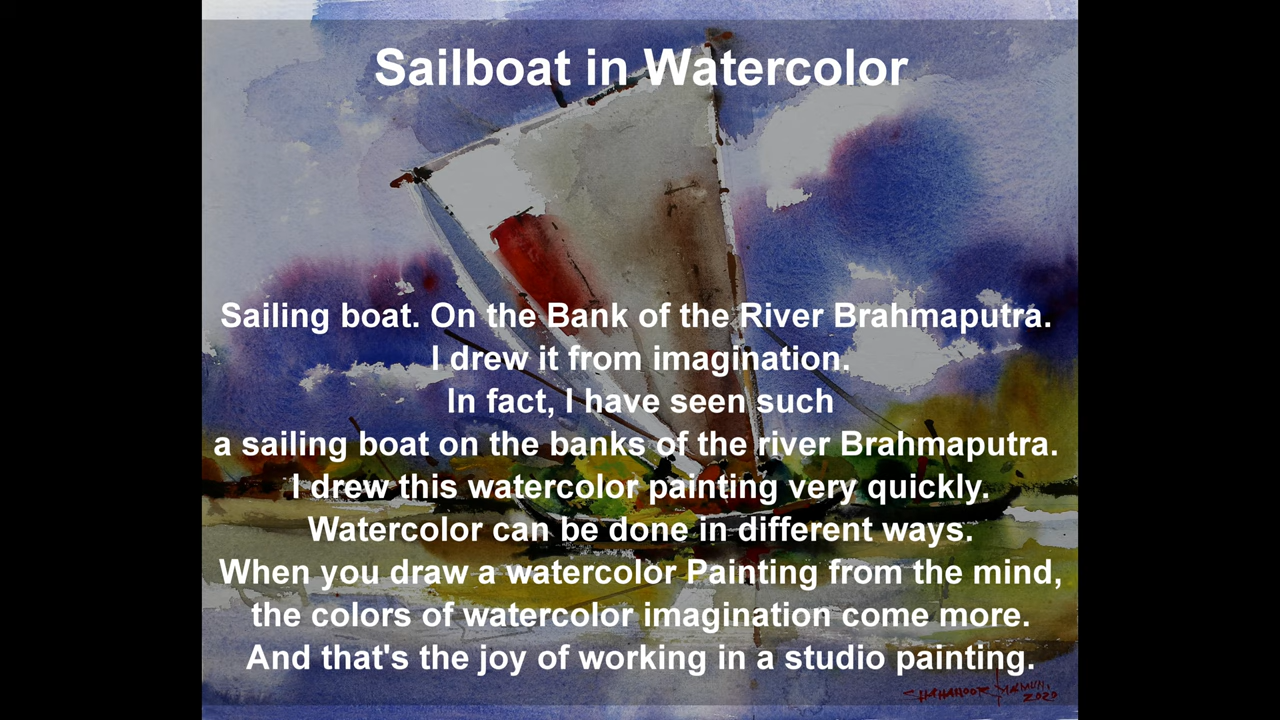 Sailboat in Watercolor
Sailing boat. On the Bank of the River Brahmaputra.
I drew it from imagination.
In fact, I have seen such
a sailing boat on the banks of the river Brahmaputra.
I drew this watercolor painting very quickly.
Watercolor can be done in different ways.
When you draw a watercolor Painting from the mind,
the colors of watercolor imagination come more.
And that's the joy of working in a studio painting.
2020